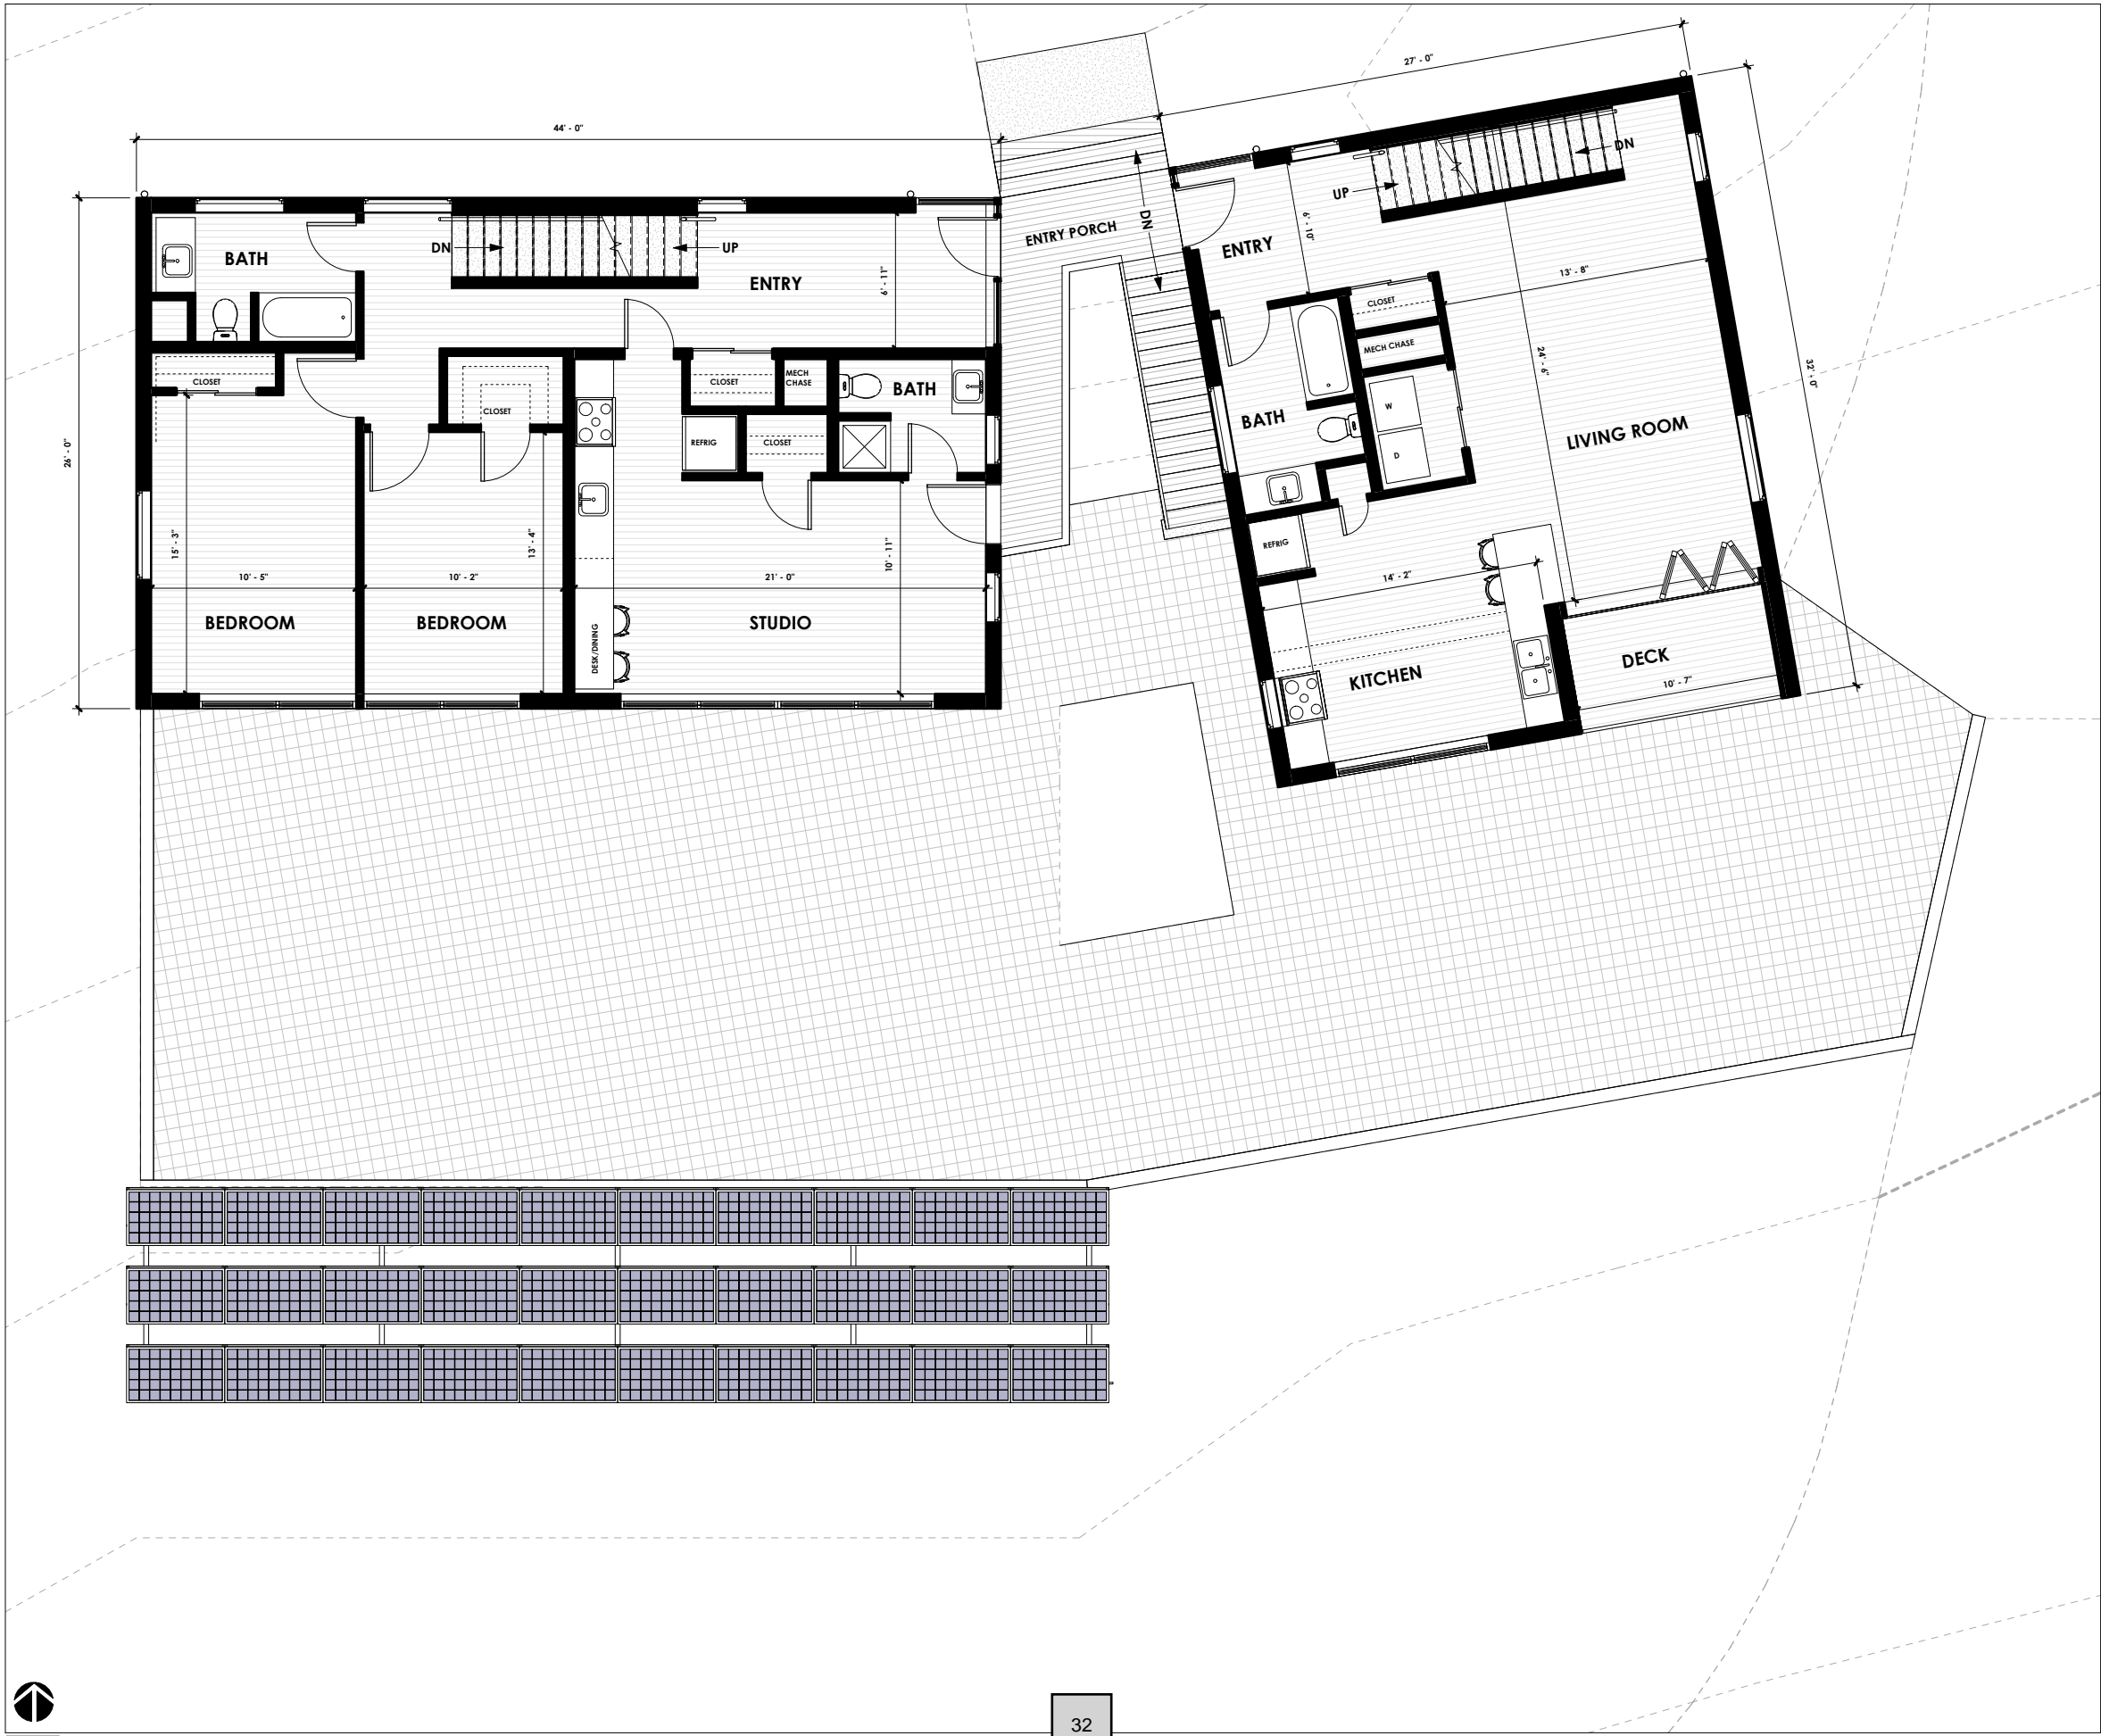 27' - 0"
44' - 0"
DN
UP
DN
ENTRY PORCH
DN
UP
BATH
ENTRY
6' - 11"
ENTRY
6' - 10"
13' - 8"
CLOSET
MECH CHASE
24' - 6"
32' - 0"
CLOSET
CLOSET
CLOSET
MECH
CHASE
BATH
BATH
W
D
LIVING ROOM
26' - 0"
REFRIG
CLOSET
15' - 3"
13' - 4"
10' - 11"
REFRIG
10' - 5"
10' - 2"
21' - 0"
14' - 2"
BEDROOM
BEDROOM
DESK/DINING
STUDIO
KITCHEN
DECK
10' - 7"
32